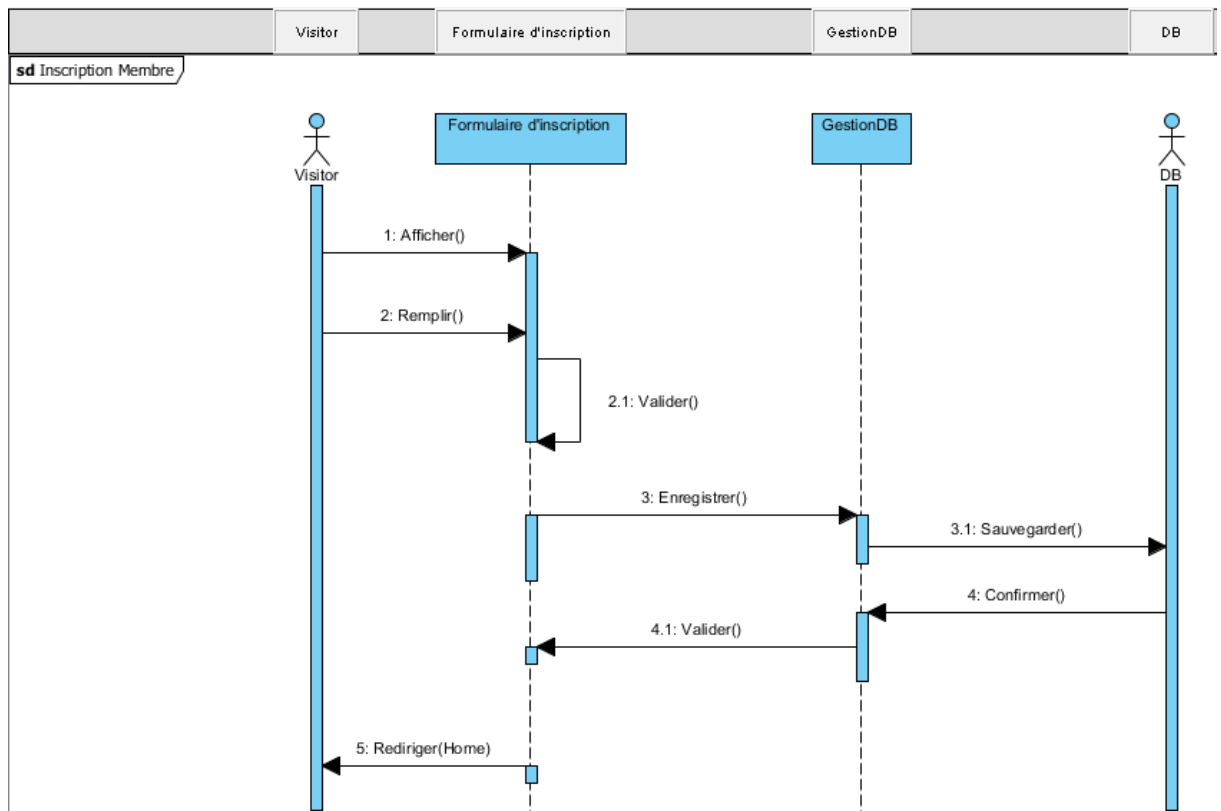 Visitor
Formulaire d'inscription
GestionDB
DB
sd Inscription Membre
Formulaire d'inscription
GestionDB
Visitor
DB
1: Afficher()
2: Remplir()
2.1: Valider()
3: Enregistrer()
3.1: Sauvegarder()
4: Confirmer()
4.1: Valider()
5: Rediriger(Home)